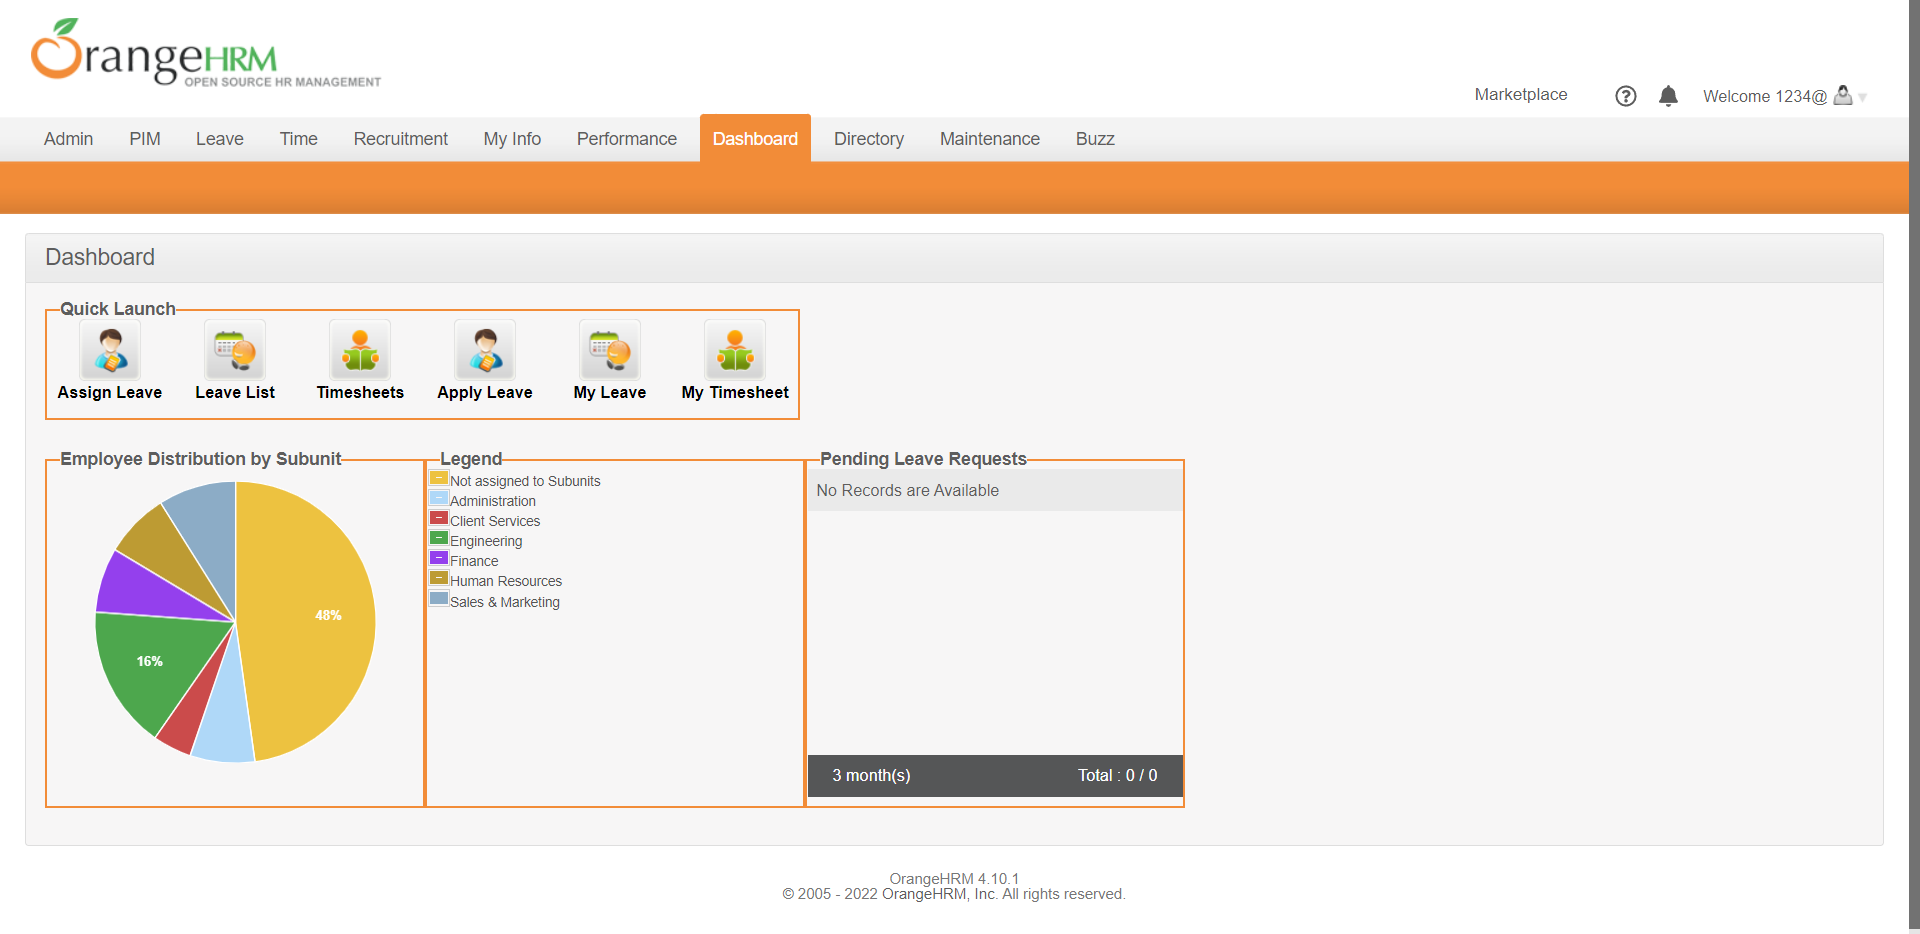 OrangeHRM
OPEN SOURCE HR MANAGEMENT
Marketplace
Welcome 1234@
Admin PIM Leave Time Recruitment My Info Performance Dashboard Directory Maintenance Buzz
Dashboard
Quick Launch
Assign Leave Leave List Timesheets Apply Leave My Leave My Timesheet
Employee Distribution by Subunit
48%
16%
Legend
Not assigned to Subunits
Administration
Client Services
Engineering
Finance
Human Resources
Sales & Marketing
Pending Leave Requests
No Records are Available
3 month(s) Total : 0 / 0
OrangeHRM 4.10.1
© 2005 - 2022 OrangeHRM, Inc. All rights reserved.